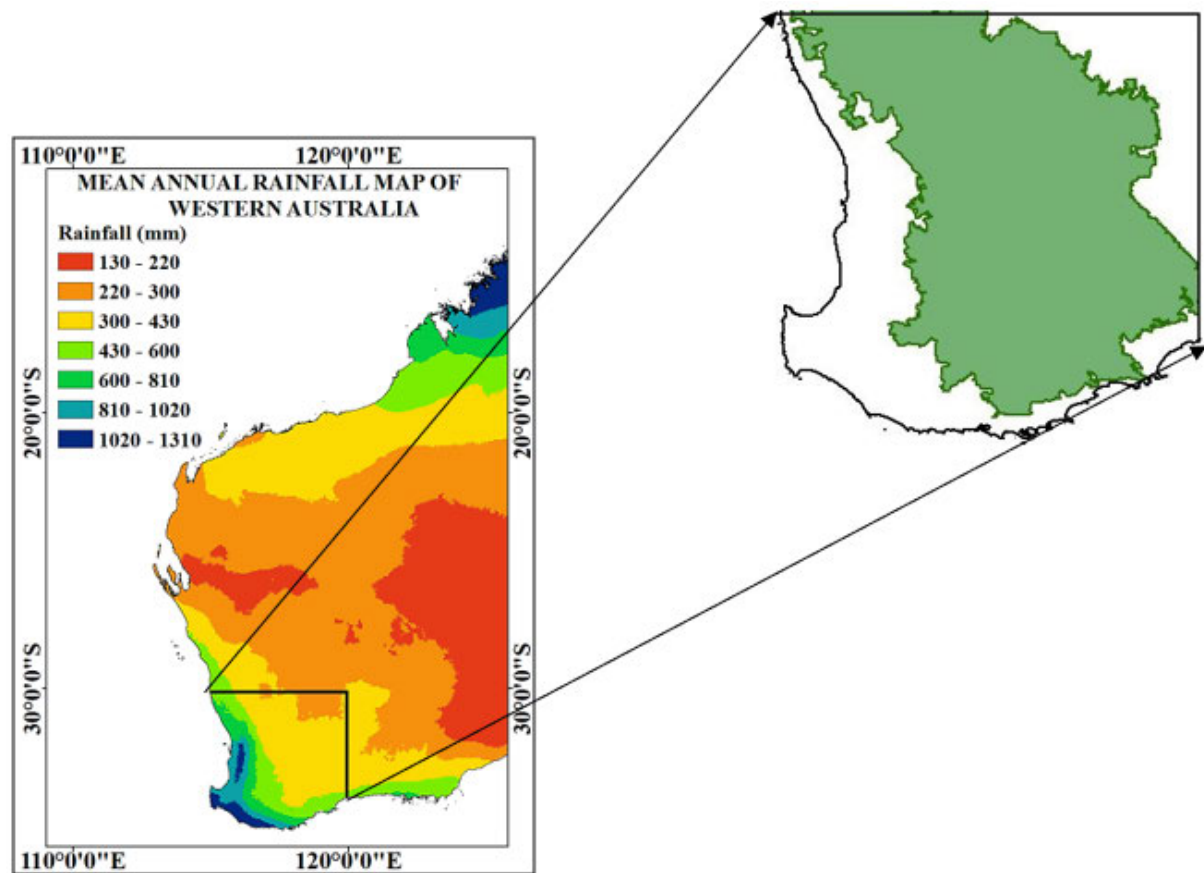 110°0'0"E 120°0'0"E
MEAN ANNUAL RAINFALL MAP OF
WESTERN AUSTRALIA
Rainfall (mm)
130 - 220
220 - 300
300 - 430
430 - 600
600 - 810
810 - 1020
1020 - 1310
20°0'0"S 20°0'0"S
30°0'0"S 30°0'0"S
110°0'0"E 120°0'0"E